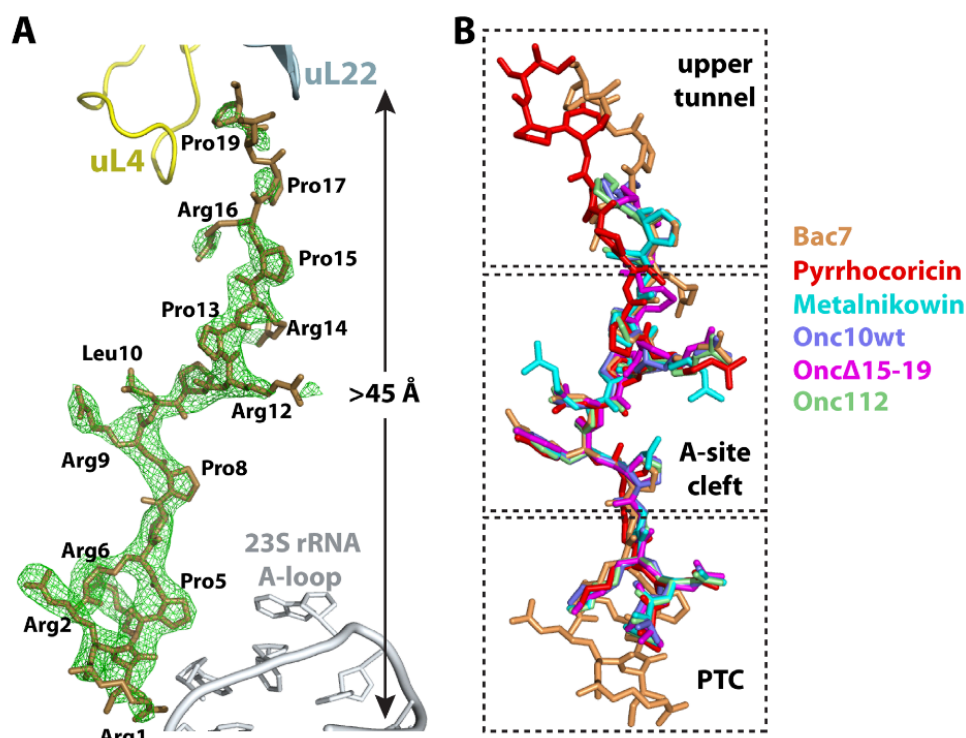 A
uL22
uL4
Pro19
Pro17
Arg16
Pro15
Pro13
Arg14
Leu10
Arg12
>45 Å
Arg9
Pro8
23S rRNA
A-loop
Arg6
Pro5
Arg2
Arg1
B
upper
tunnel
A-site
cleft
PTC
Bac7
Pyrrhocoricin
Metalnikowin
Onc10wt
OncΔ15-19
Onc112